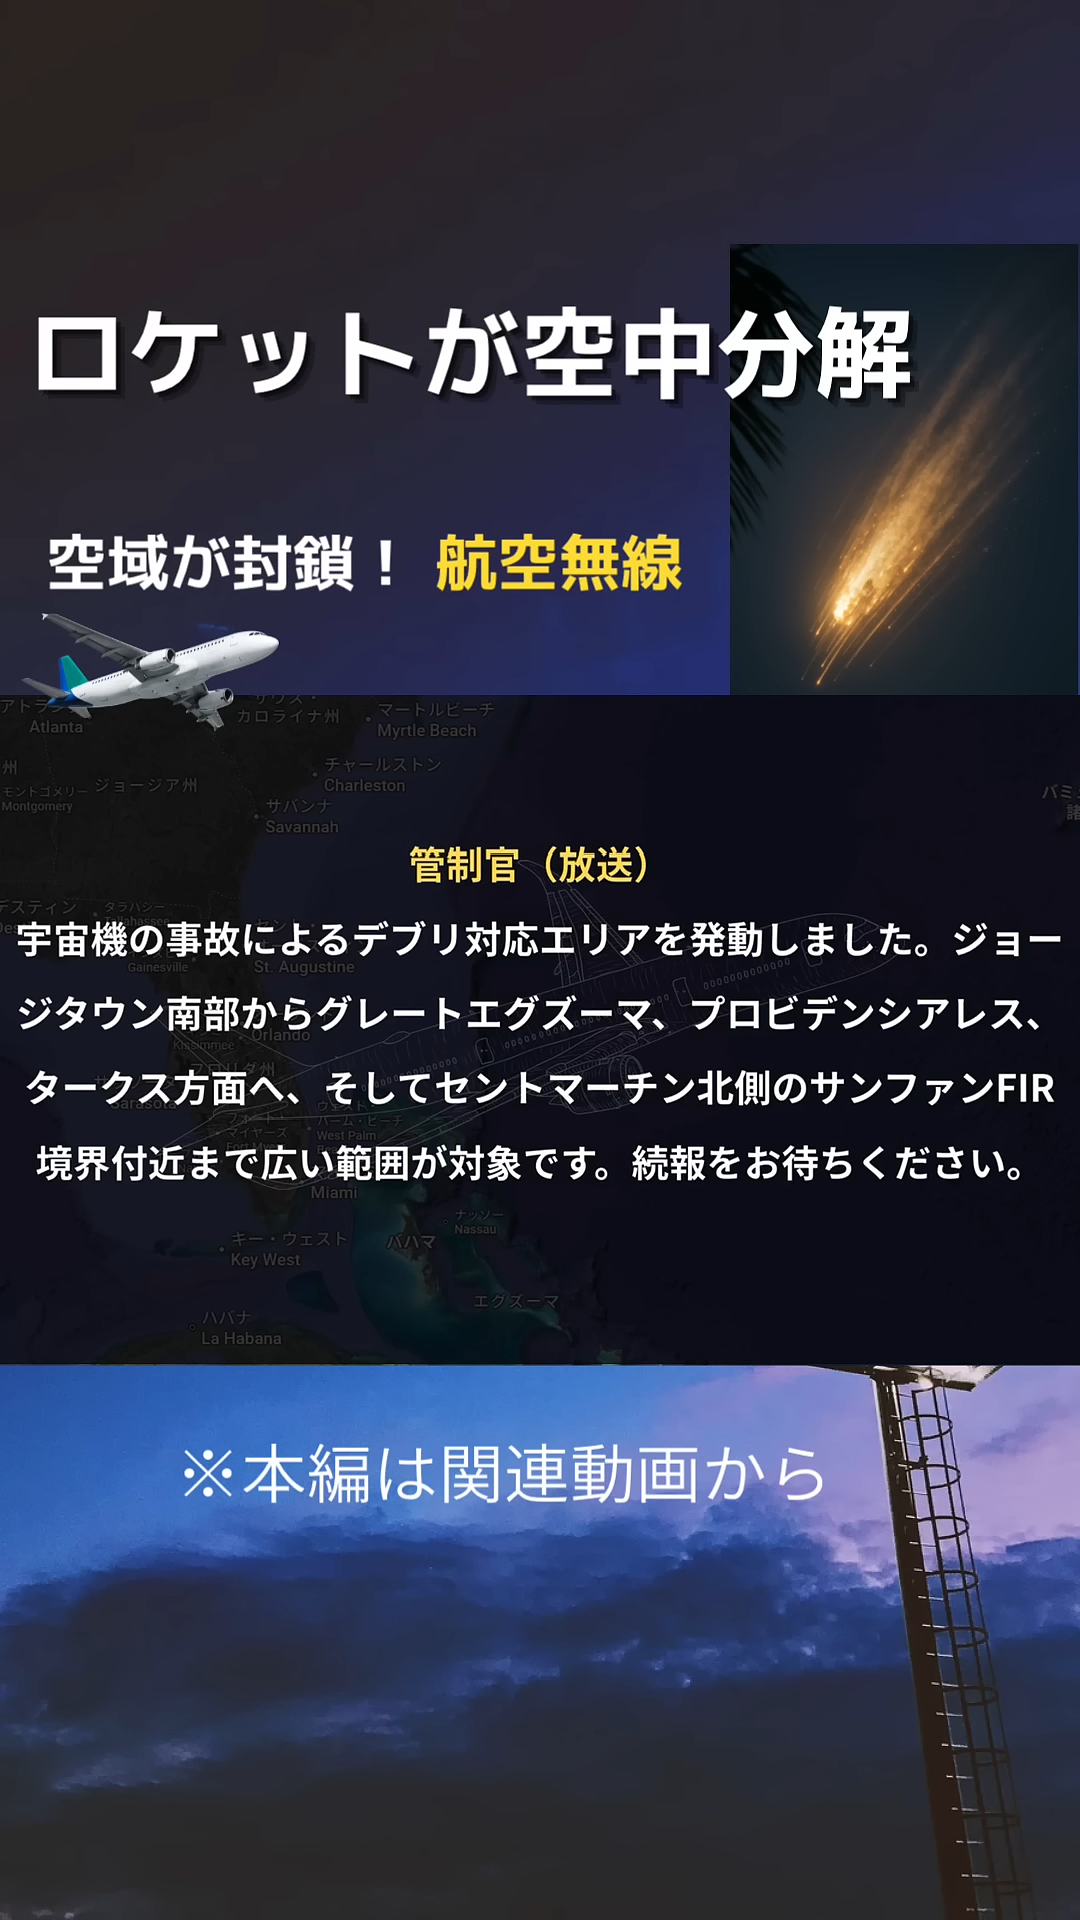 ロケットが空中分解
空域が封鎖！ 航空無線
カロライナ州
マートルビーチ
Atlanta
Myrtle Beach
州
チャールストン
Charleston
モントゴメリー
ジョージア州
Montgomery
サバンナ
Savannah
管制官（放送）
タラハシー
Tallahassee
宇宙機の事故によるデブリ対応エリアを発動しました。ジョー
Gainesville
St. Augustine
ジタウン南部からグレートエグズーマ、プロビデンシアレス、
Orlando
Kissimmee
タークス方面へ、そしてセントマーチン北側のサンファンFIR
Sarasota
West Palm
境界付近まで広い範囲が対象です。続報をお待ちください。
Miami
ナッソー
Nassau
キー・ウェスト
バハマ
Key West
エグズーマ
ハバナ
La Habana
※本編は関連動画から